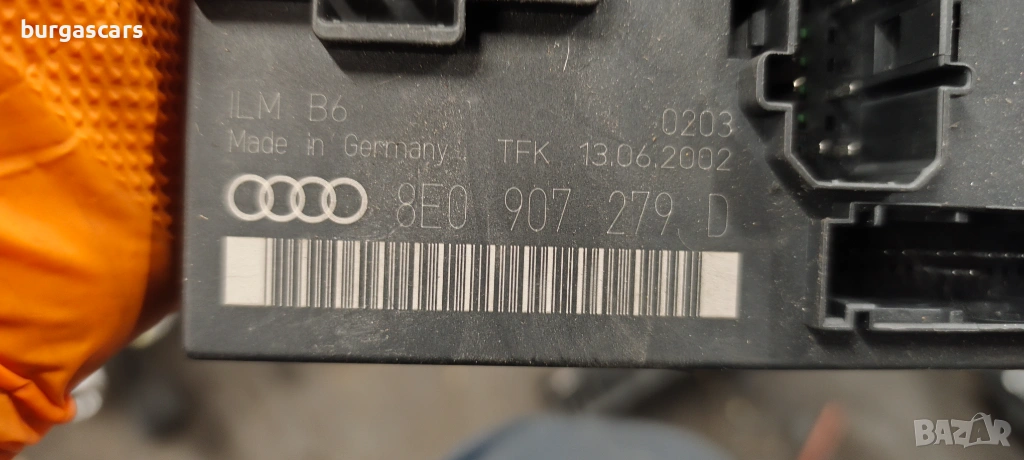 burgascars
ILM B6
0203
Made in Germany
TFK 13.06.2002
8E0 907 279 D
BAZAR